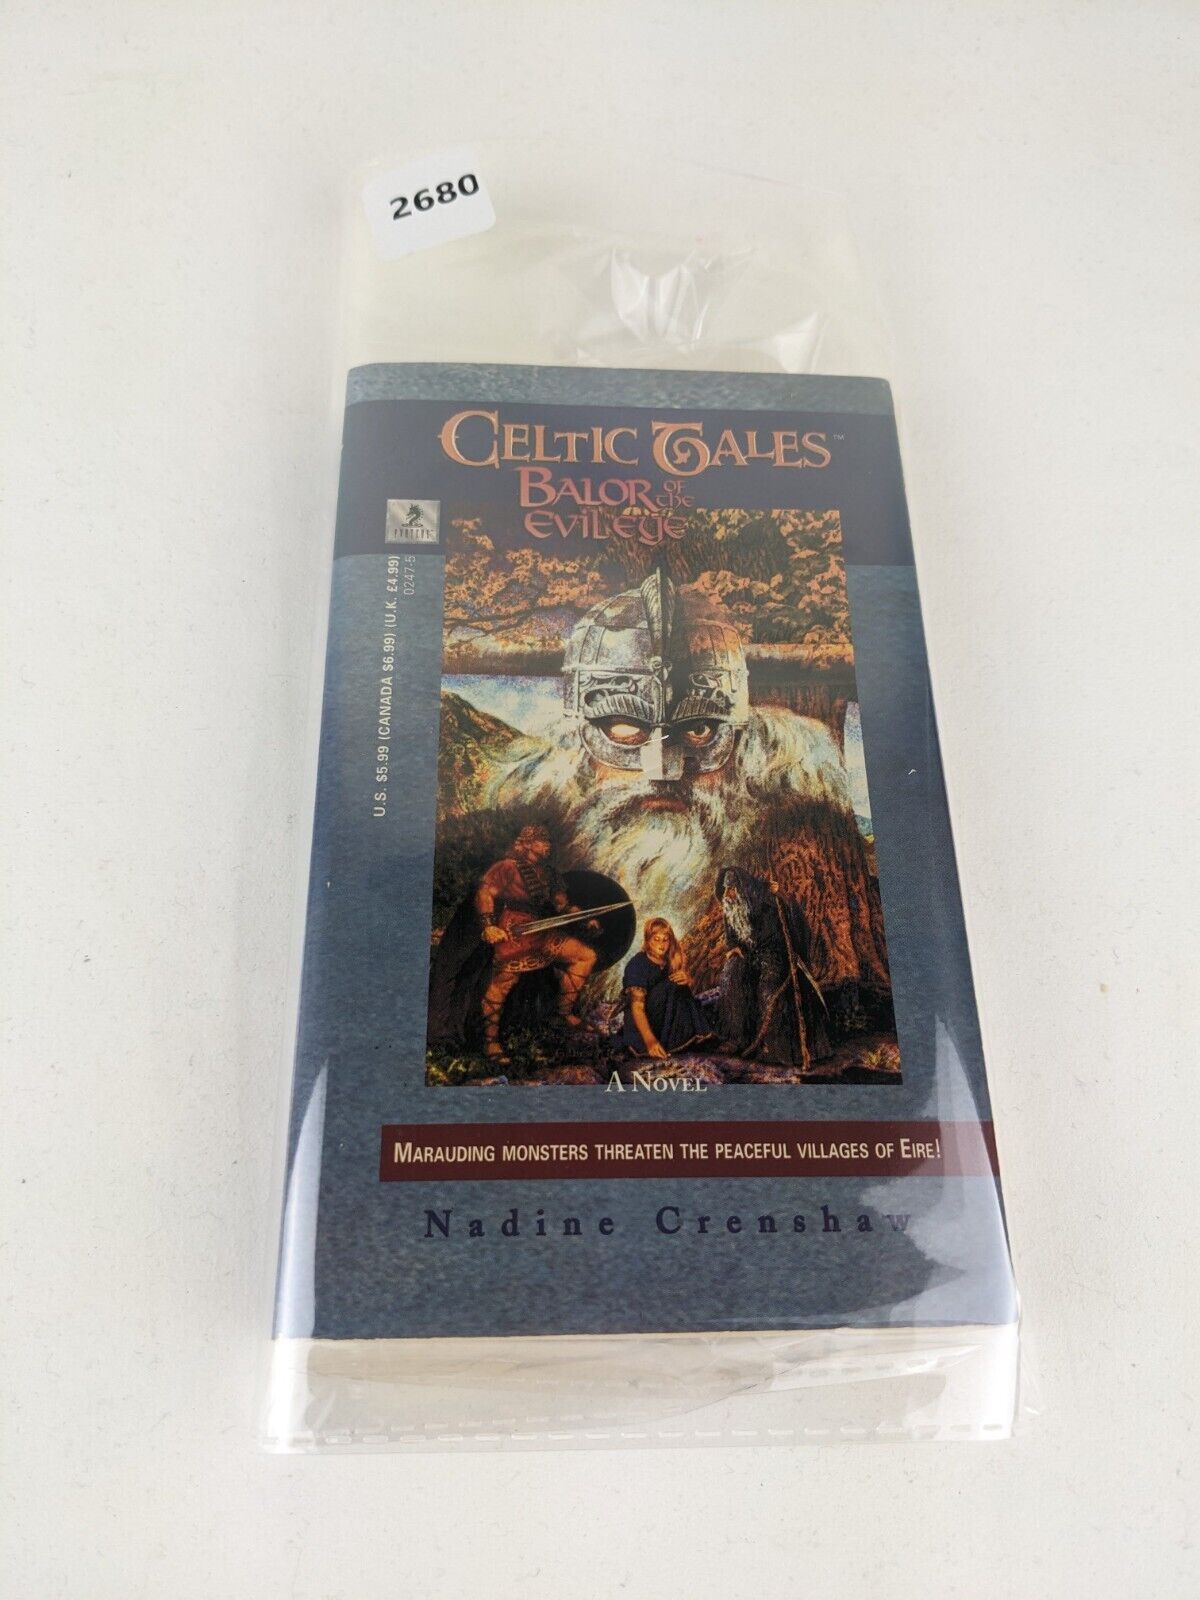 2680
CELTIC TALES™
BALOR OF the
EVIL EYE
U.S. $5.99 (CANADA $6.99) (U.K. £4.99)
0247-5
A NOVEL
MARAUDING MONSTERS THREATEN THE PEACEFUL VILLAGES OF EIRE!
Nadine Crenshaw